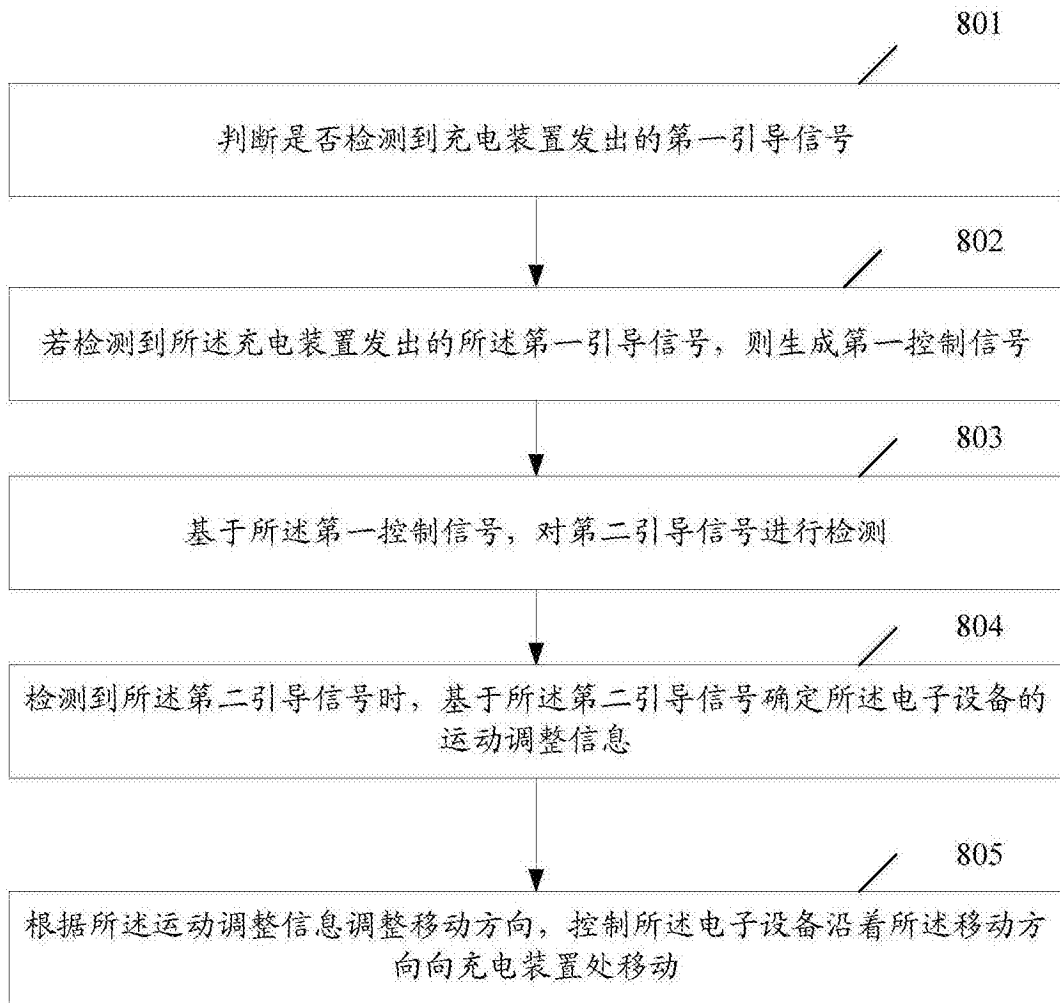 801
判断是否检测到充电装置发出的第一引导信号
802
若检测到所述充电装置发出的所述第一引导信号，则生成第一控制信号
803
基于所述第一控制信号，对第二引导信号进行检测
804
检测到所述第二引导信号时，基于所述第二引导信号确定所述电子设备的
运动调整信息
805
根据所述运动调整信息调整移动方向，控制所述电子设备沿着所述移动方
向向充电装置处移动